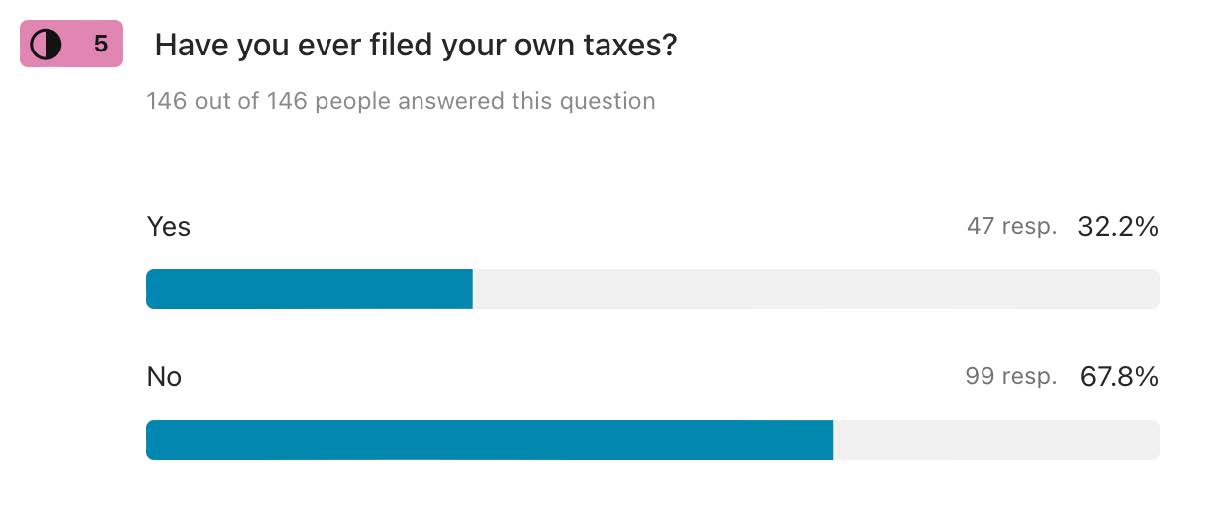 5 Have you ever filed your own taxes?
146 out of 146 people answered this question
Yes 47 resp. 32.2%
No 99 resp. 67.8%